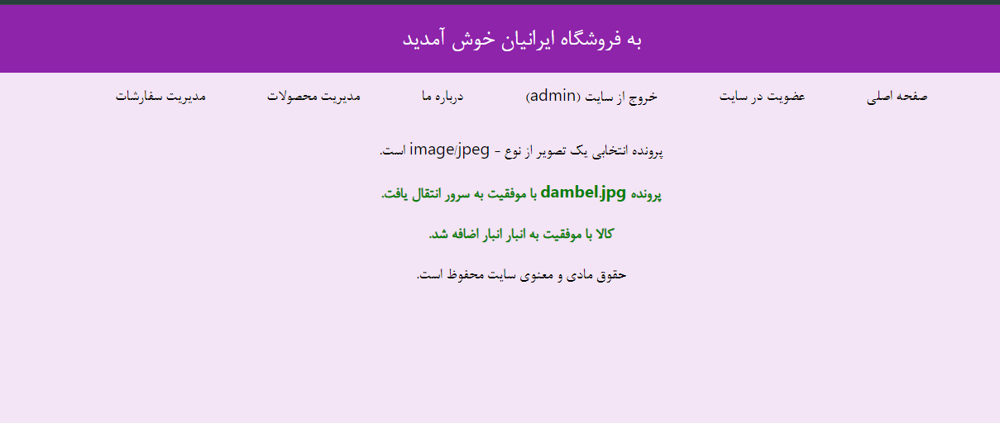 به فروشگاه ایرانیان خوش آمدید
صفحه اصلی عضویت در سایت خروج از سایت (admin) درباره ما مدیریت محصولات مدیریت سفارشات
پرونده انتخابی یک تصویر از نوع - image/jpeg است.
پرونده dambel.jpg با موفقیت به سرور انتقال یافت.
کالا با موفقیت به انبار انبار اضافه شد.
حقوق مادی و معنوی سایت محفوظ است.